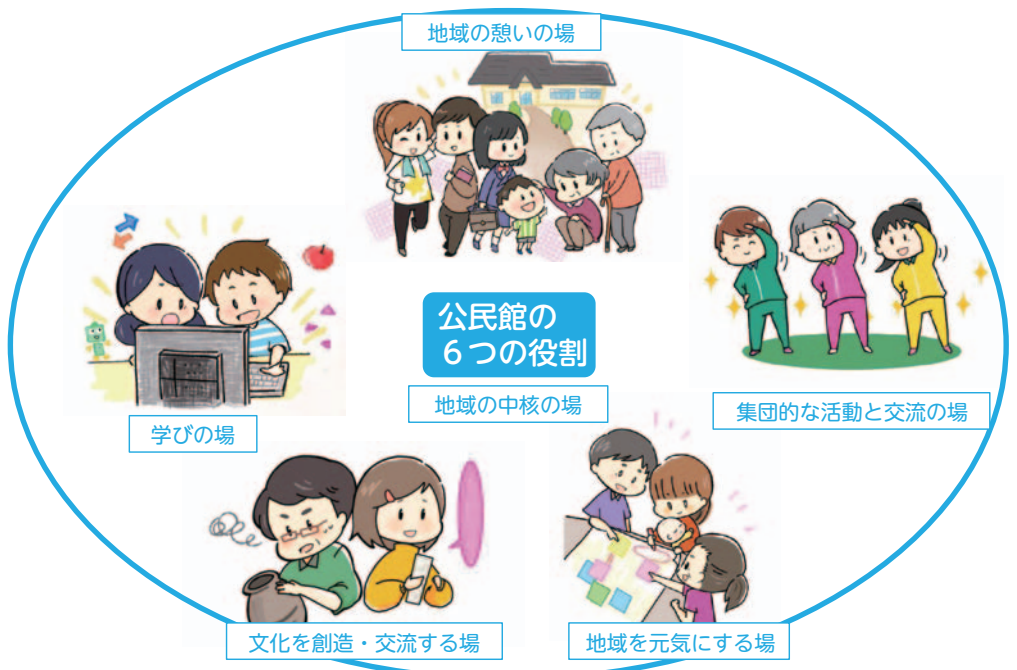 地域の憩いの場
公民館の
６つの役割
地域の中核の場
集団的な活動と交流の場
学びの場
文化を創造・交流する場
地域を元気にする場